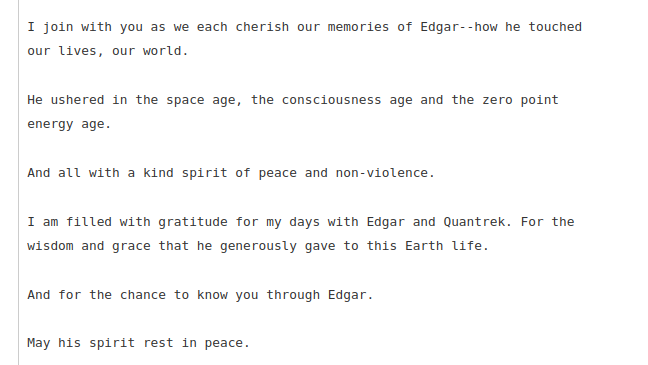 I join with you as we each cherish our memories of Edgar--how he touched
our lives, our world.
He ushered in the space age, the consciousness age and the zero point
energy age.
And all with a kind spirit of peace and non-violence.
I am filled with gratitude for my days with Edgar and Quantrek. For the
wisdom and grace that he generously gave to this Earth life.
And for the chance to know you through Edgar.
May his spirit rest in peace.